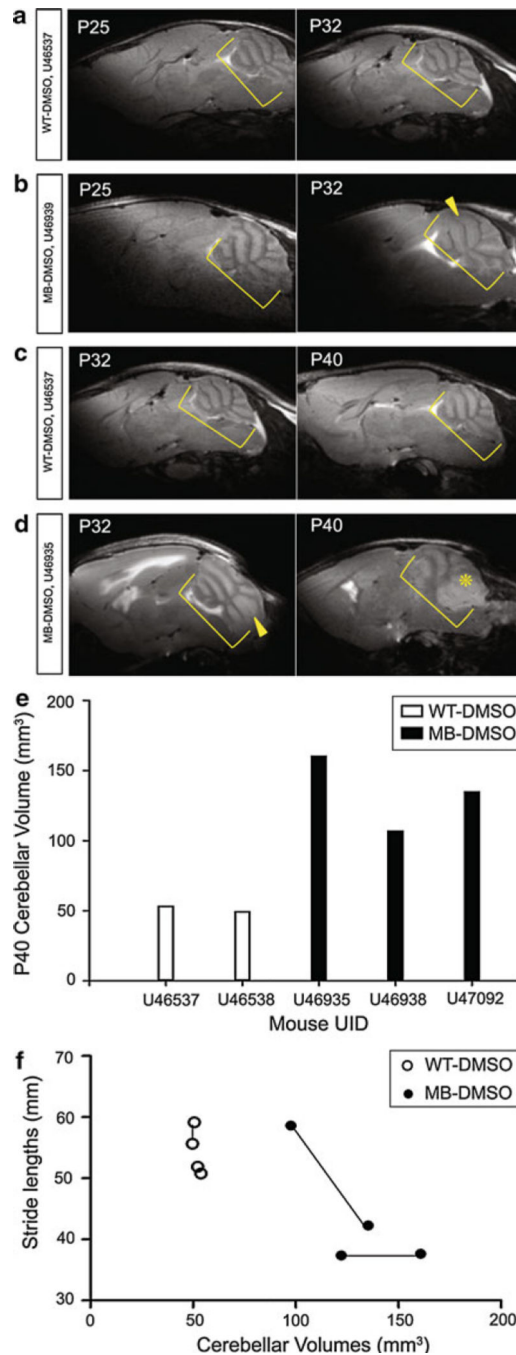 a
WT-DMSO, U46537
P25
P32
b
MB-DMSO, U46939
P25
P32
c
WT-DMSO, U46537
P32
P40
d
MB-DMSO, U46935
P32
P40
*
e
P40 Cerebellar Volume (mm³)
200
150
100
50
0
WT-DMSO
MB-DMSO
U46537 U46538 U46935 U46938 U47092
Mouse UID
f
Stride lengths (mm)
70
60
50
40
30
WT-DMSO
MB-DMSO
0 50 100 150 200
Cerebellar Volumes (mm³)